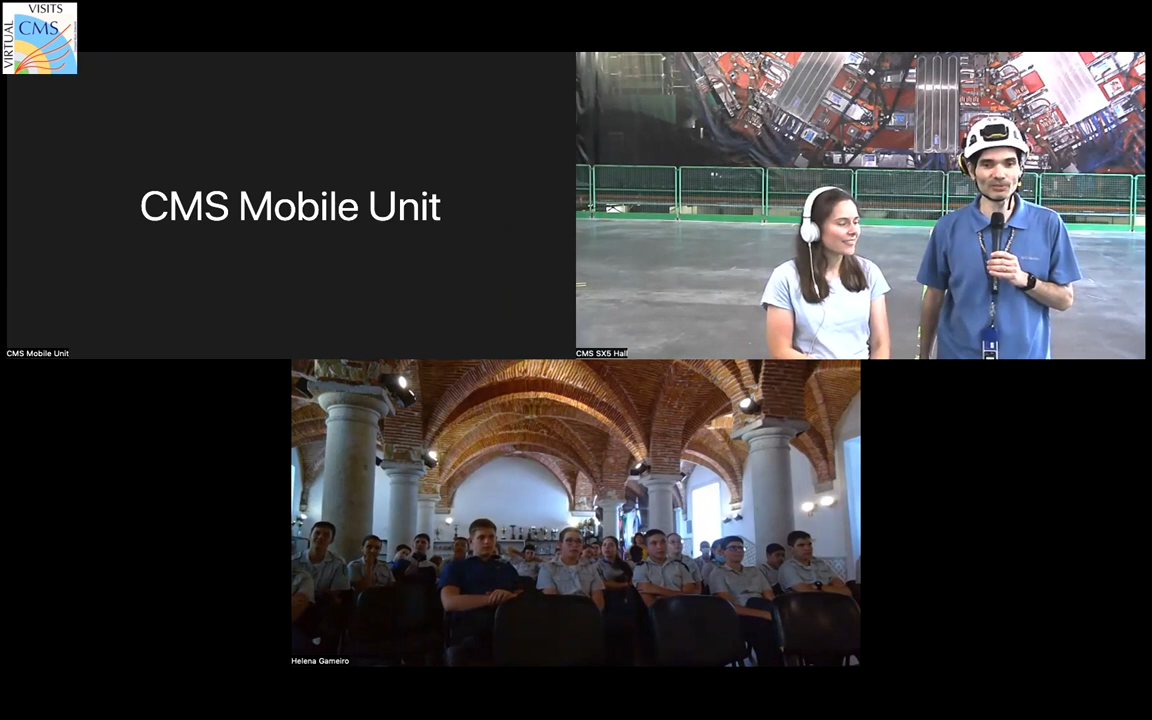 VISITS
VIRTUAL
CMS
CMS Mobile Unit
CMS Mobile Unit
CMS SX5 Hall
Helena Gameiro